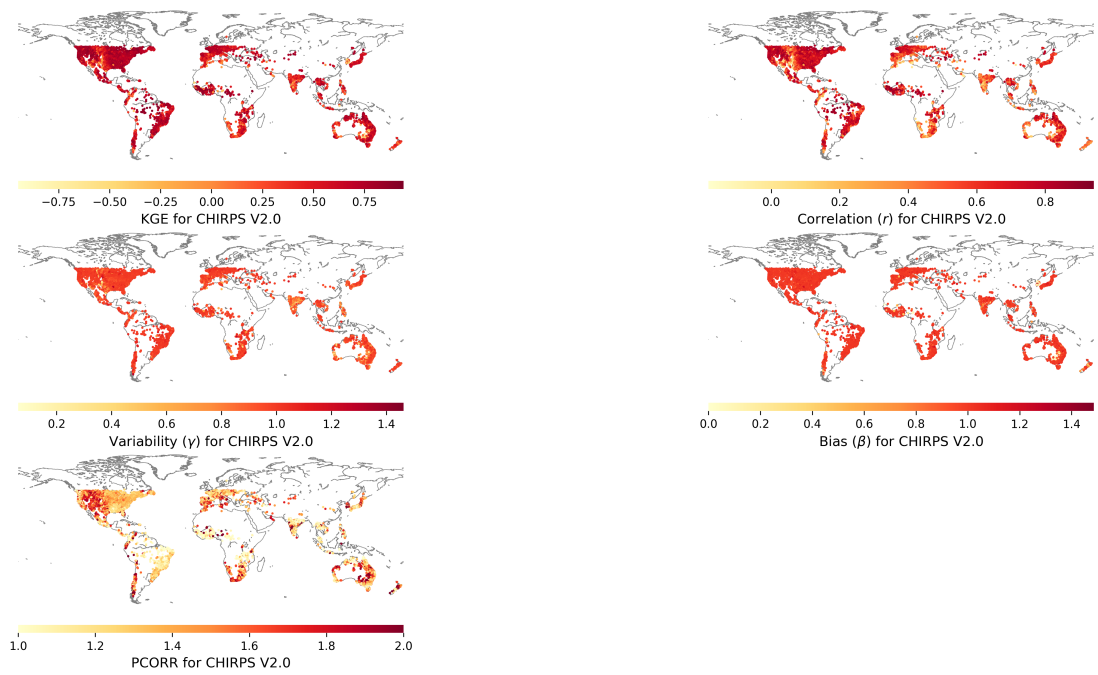 −0.75 −0.50 −0.25 0.00 0.25 0.50 0.75
KGE for CHIRPS V2.0
0.0 0.2 0.4 0.6 0.8
Correlation (r) for CHIRPS V2.0
0.2 0.4 0.6 0.8 1.0 1.2 1.4
Variability (γ) for CHIRPS V2.0
0.0 0.2 0.4 0.6 0.8 1.0 1.2 1.4
Bias (β) for CHIRPS V2.0
1.0 1.2 1.4 1.6 1.8 2.0
PCORR for CHIRPS V2.0